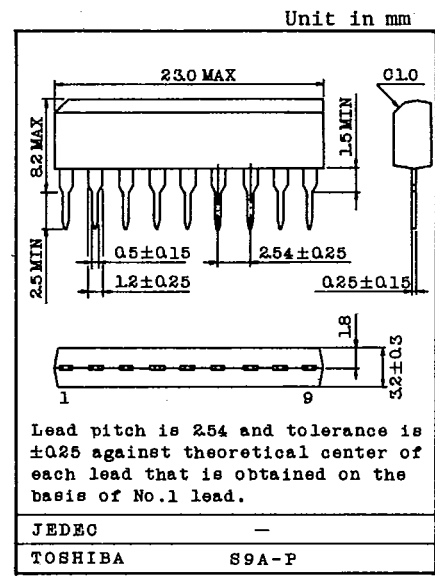 Unit in mm
23.0 MAX
C1.0
8.2 MAX
1.5 MIN
2.5 MIN
0.5±0.15
2.54±0.25
1.2±0.25
0.25±0.15
1.8
3.2±0.3
1
9
Lead pitch is 2.54 and tolerance is
±0.25 against theoretical center of
each lead that is obtained on the
basis of No.1 lead.
JEDEC —
TOSHIBA S9A-P